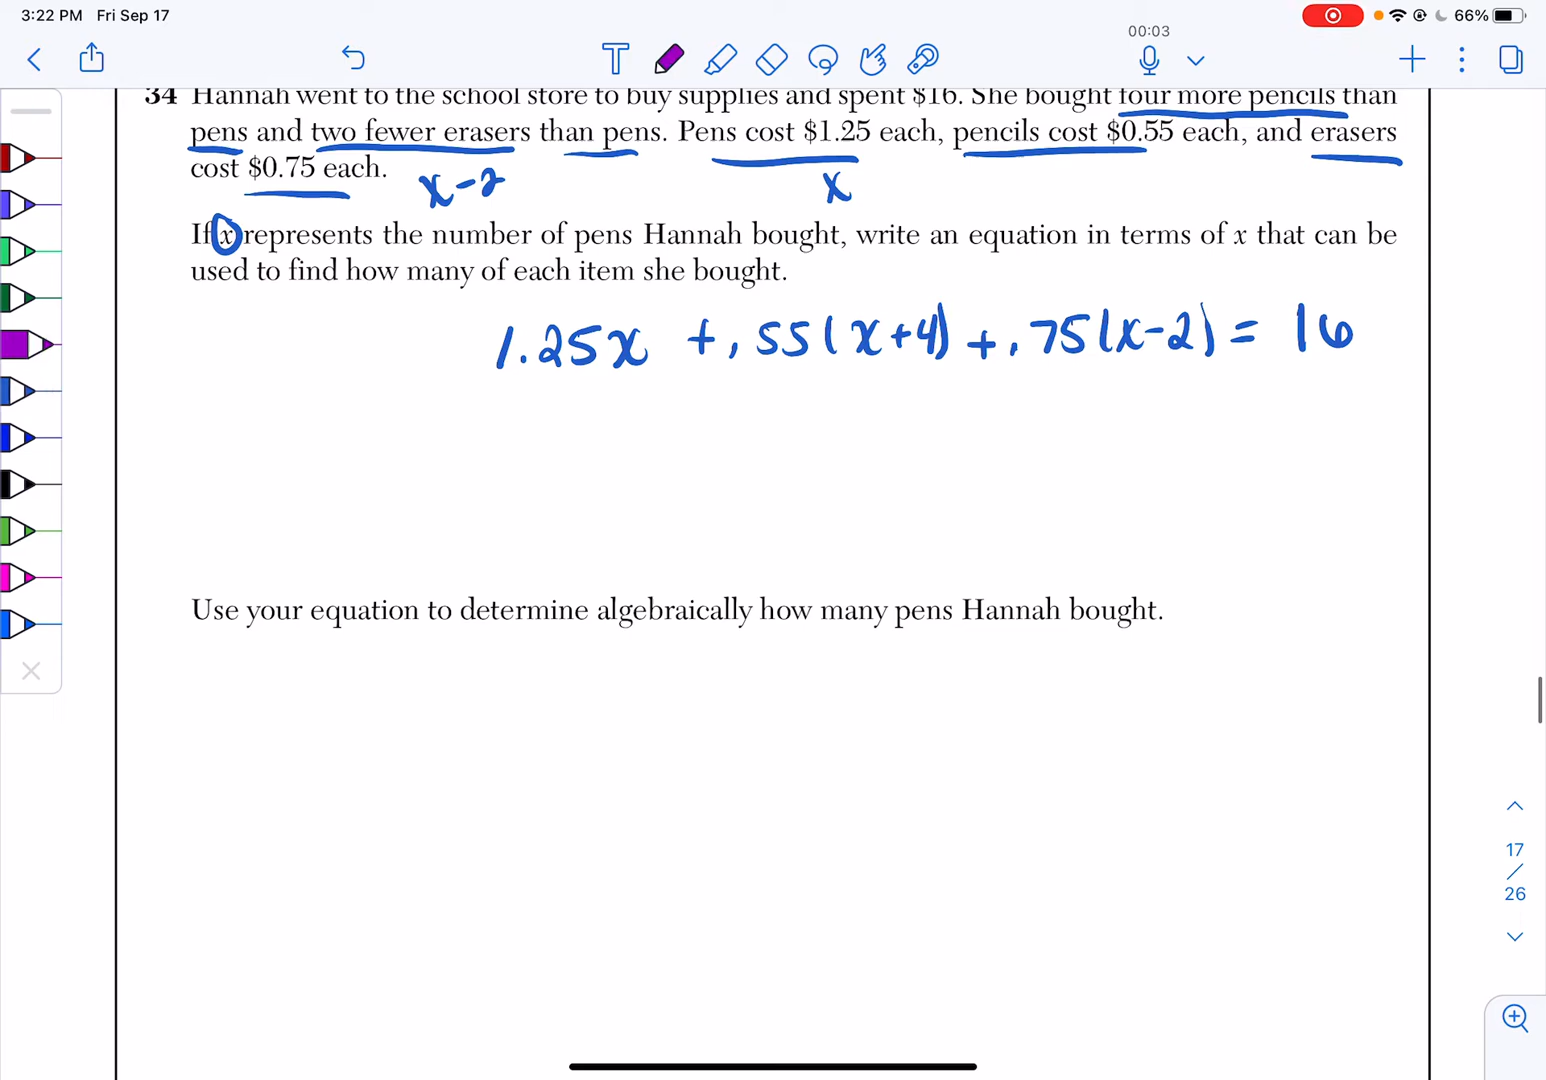 3:22 PM Fri Sep 17
66%
00:03
34 Hannah went to the school store to buy supplies and spent $16. She bought four more pencils than
pens and two fewer erasers than pens. Pens cost $1.25 each, pencils cost $0.55 each, and erasers
cost $0.75 each.
x-2
x
If x represents the number of pens Hannah bought, write an equation in terms of x that can be
used to find how many of each item she bought.
1.25x + .55(x+4) + .75(x-2) = 16
Use your equation to determine algebraically how many pens Hannah bought.
17
/
26